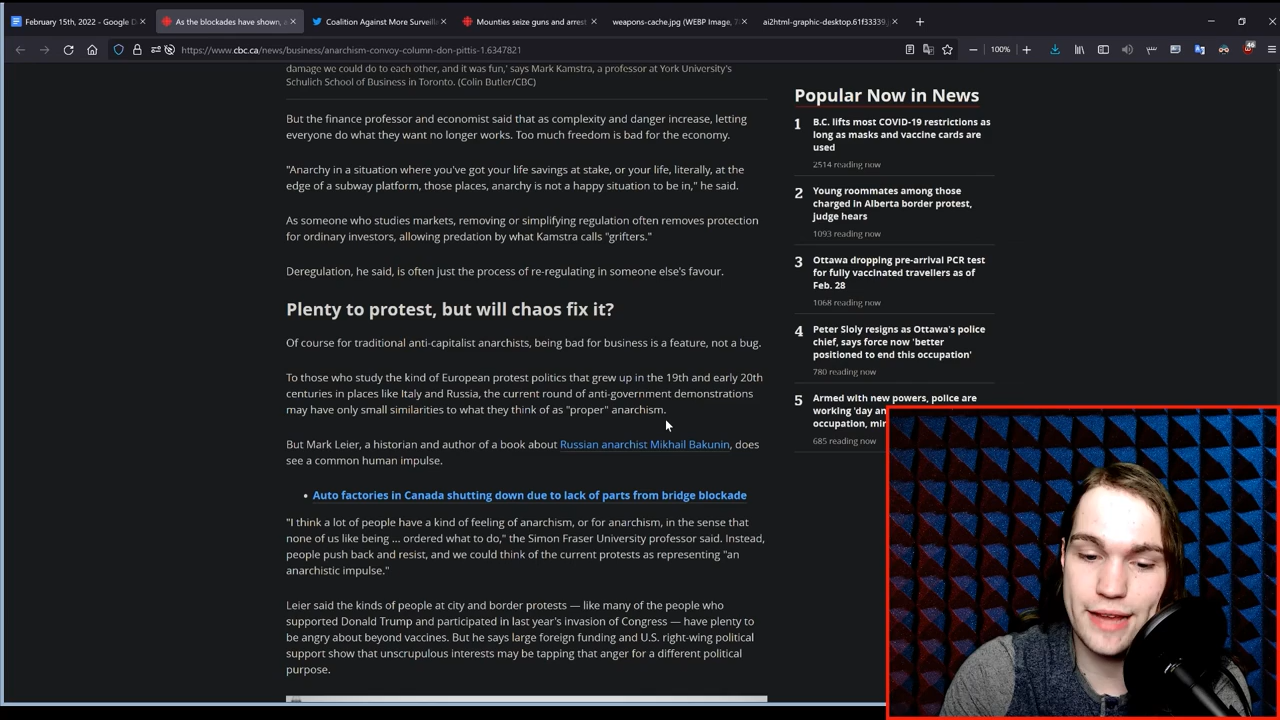 February 15th, 2022 - Google D
As the blockades have shown, a
Coalition Against More Surveill
Mounties seize guns and arrest
weapons-cache.jpg (WEBP Image, 7
ai2html-graphic-desktop.61f33339.j
https://www.cbc.ca/news/business/anarchism-convoy-column-don-pittis-1.6347821
100%
46
damage we could do to each other, and it was fun,' says Mark Kamstra, a professor at York University's
Schulich School of Business in Toronto. (Colin Butler/CBC)
But the finance professor and economist said that as complexity and danger increase, letting
everyone do what they want no longer works. Too much freedom is bad for the economy.
"Anarchy in a situation where you've got your life savings at stake, or your life, literally, at the
edge of a subway platform, those places, anarchy is not a happy situation to be in," he said.
As someone who studies markets, removing or simplifying regulation often removes protection
for ordinary investors, allowing predation by what Kamstra calls "grifters."
Deregulation, he said, is often just the process of re-regulating in someone else's favour.
Plenty to protest, but will chaos fix it?
Of course for traditional anti-capitalist anarchists, being bad for business is a feature, not a bug.
To those who study the kind of European protest politics that grew up in the 19th and early 20th
centuries in places like Italy and Russia, the current round of anti-government demonstrations
may have only small similarities to what they think of as "proper" anarchism.
But Mark Leier, a historian and author of a book about Russian anarchist Mikhail Bakunin, does
see a common human impulse.
• Auto factories in Canada shutting down due to lack of parts from bridge blockade
"I think a lot of people have a kind of feeling of anarchism, or for anarchism, in the sense that
none of us like being ... ordered what to do," the Simon Fraser University professor said. Instead,
people push back and resist, and we could think of the current protests as representing "an
anarchistic impulse."
Leier said the kinds of people at city and border protests — like many of the people who
supported Donald Trump and participated in last year's invasion of Congress — have plenty to
be angry about beyond vaccines. But he says large foreign funding and U.S. right-wing political
support show that unscrupulous interests may be tapping that anger for a different political
purpose.
Popular Now in News
1 B.C. lifts most COVID-19 restrictions as
long as masks and vaccine cards are
used
2514 reading now
2 Young roommates among those
charged in Alberta border protest,
judge hears
1093 reading now
3 Ottawa dropping pre-arrival PCR test
for fully vaccinated travellers as of
Feb. 28
1068 reading now
4 Peter Sloly resigns as Ottawa's police
chief, says force now 'better
positioned to end this occupation'
780 reading now
5 Armed with new powers, police are
working 'day an
occupation, min
685 reading now